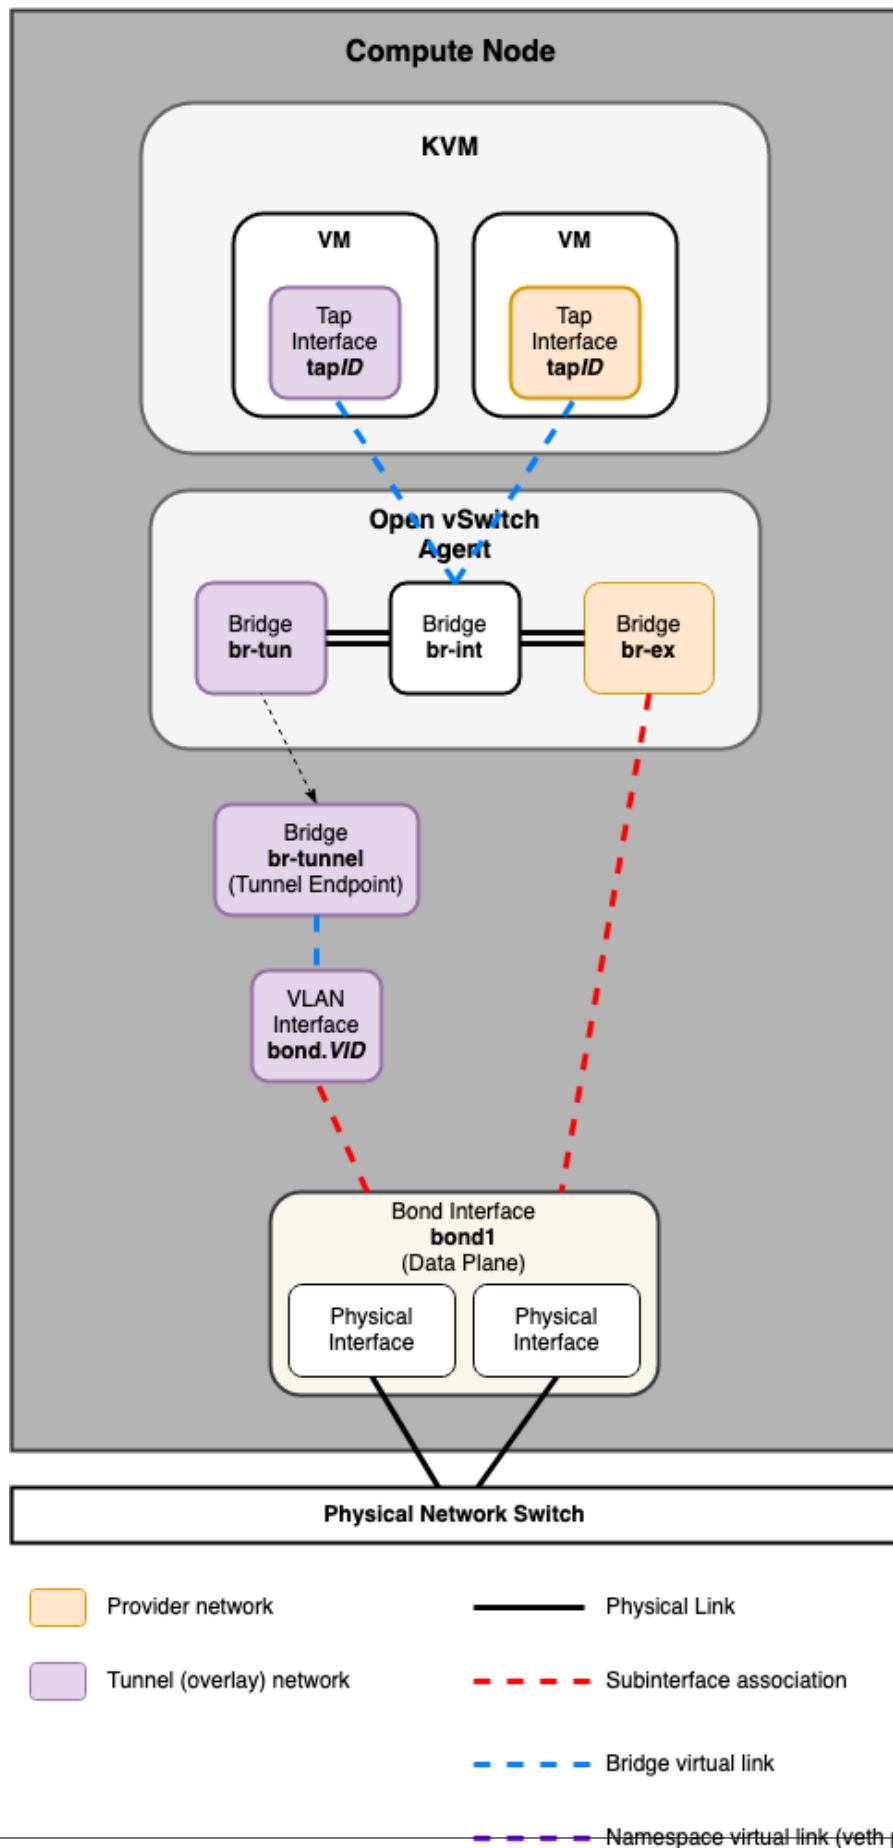 Compute Node
KVM
VM
VM
Tap
Interface
tapID
Tap
Interface
tapID
Open vSwitch
Agent
Bridge
br-tun
Bridge
br-int
Bridge
br-ex
Bridge
br-tunnel
(Tunnel Endpoint)
VLAN
Interface
bond.VID
Bond Interface
bond1
(Data Plane)
Physical
Interface
Physical
Interface
Physical Network Switch
Provider network
Physical Link
Tunnel (overlay) network
Subinterface association
Bridge virtual link
Namespace virtual link (veth